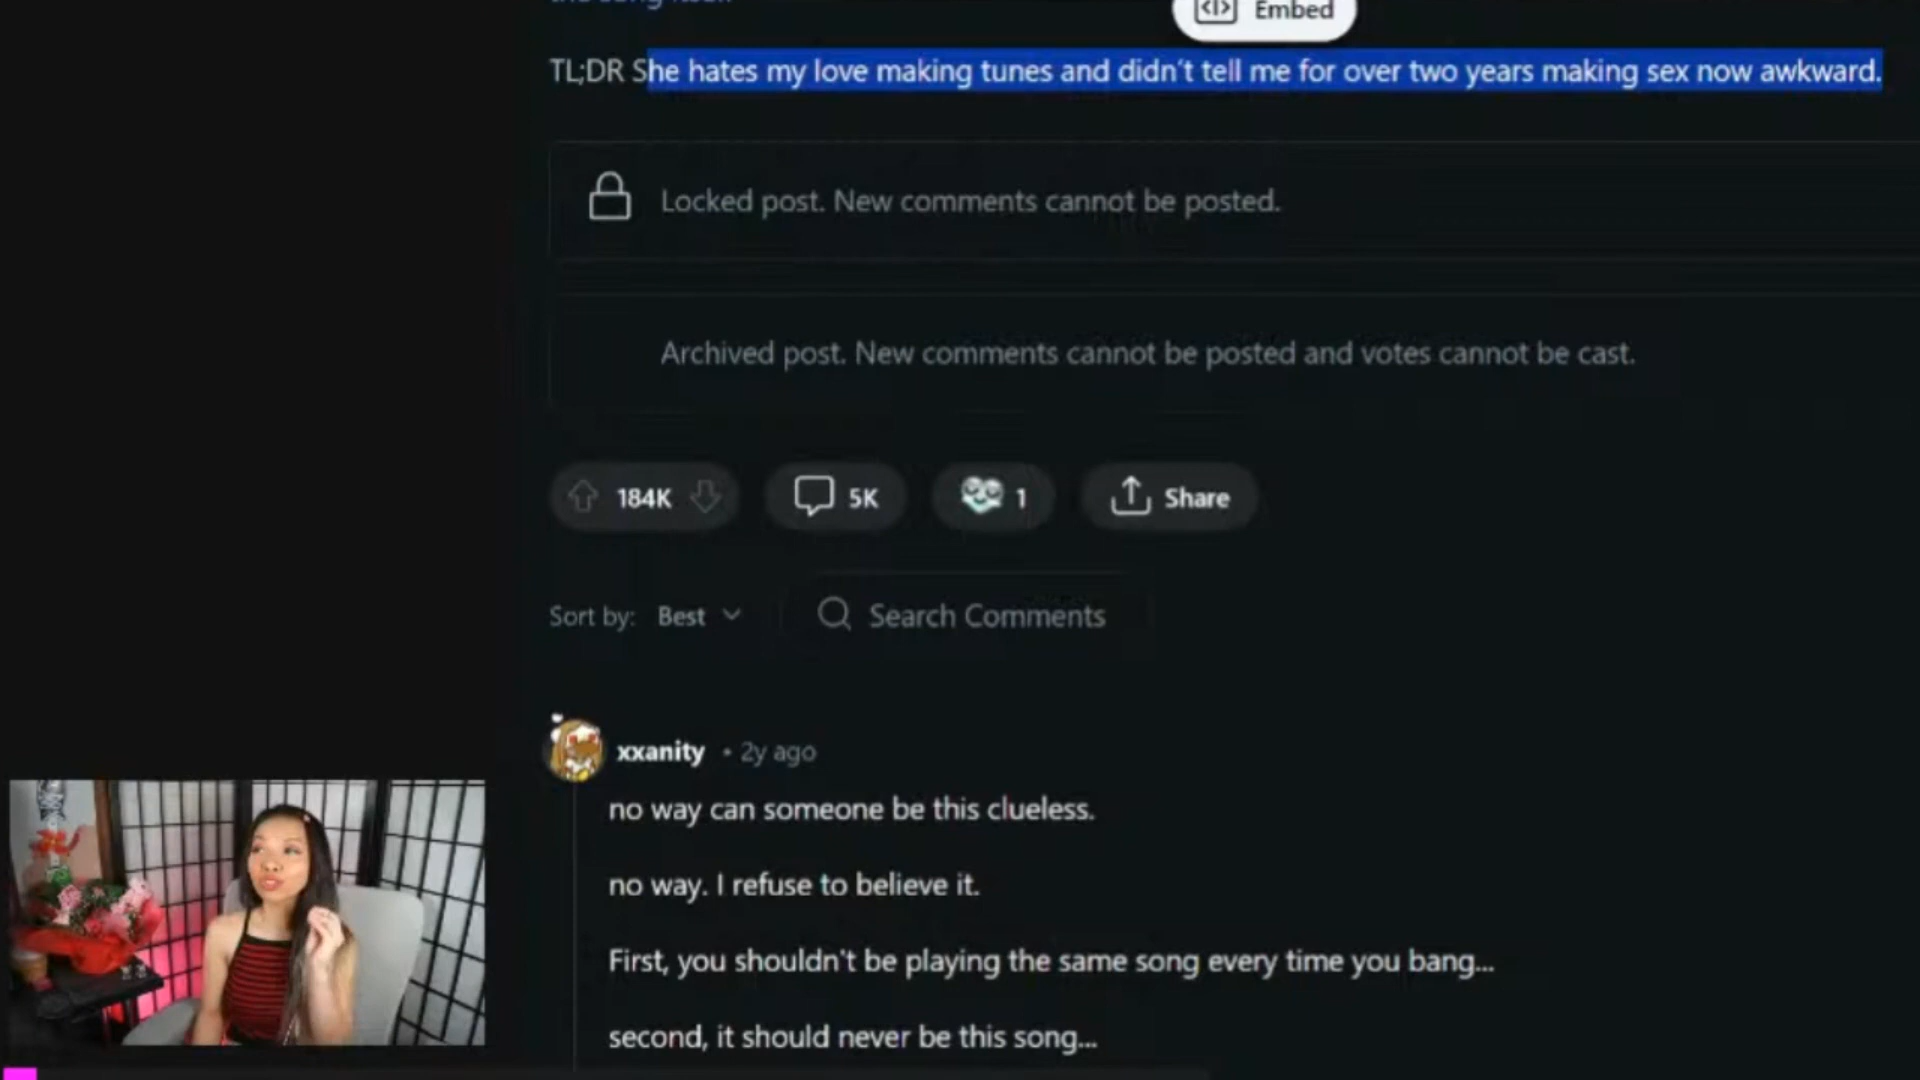 Embed
TL;DR She hates my love making tunes and didn't tell me for over two years making sex now awkward.
Locked post. New comments cannot be posted.
Archived post. New comments cannot be posted and votes cannot be cast.
184K 5K 1 Share
Sort by: Best Search Comments
xxanity • 2y ago
no way can someone be this clueless.
no way. I refuse to believe it.
First, you shouldn't be playing the same song every time you bang...
second, it should never be this song...